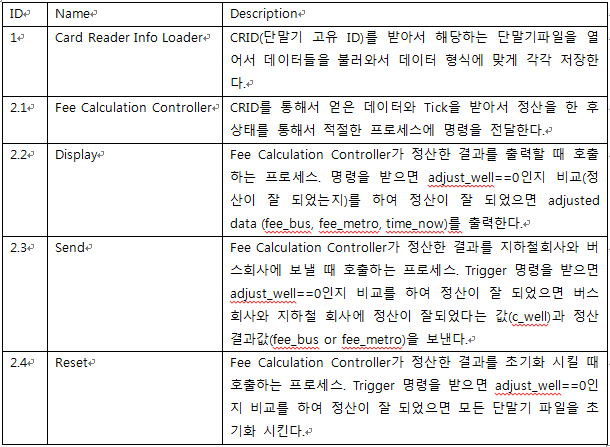 ID Name Description
1 Card Reader Info Loader CRID(단말기 고유 ID)를 받아서 해당하는 단말기파일을 열
어서 데이터들을 불러와서 데이터 형식에 맞게 각각 저장한
다.
2.1 Fee Calculation Controller CRID를 통해서 얻은 데이터와 Tick을 받아서 정산을 한 후
상태를 통해서 적절한 프로세스에 명령을 전달한다.
2.2 Display Fee Calculation Controller가 정산한 결과를 출력할 때 호출
하는 프로세스. 명령을 받으면 adjust_well==0인지 비교(정
산이 잘 되었는지)를 하여 정산이 잘 되었으면 adjusted
data (fee_bus, fee_metro, time_now)를 출력한다.
2.3 Send Fee Calculation Controller가 정산한 결과를 지하철회사와 버
스회사에 보낼 때 호출하는 프로세스. Trigger 명령을 받으면
adjust_well==0인지 비교를 하여 정산이 잘 되었으면 버스
회사와 지하철 회사에 정산이 잘되었다는 값(c_well)과 정산
결과값(fee_bus or fee_metro)을 보낸다.
2.4 Reset Fee Calculation Controller가 정산한 결과를 초기화 시킬 때
호출하는 프로세스. Trigger 명령을 받으면 adjust_well==0인
지 비교를 하여 정산이 잘 되었으면 모든 단말기 파일을 초
기화 시킨다.